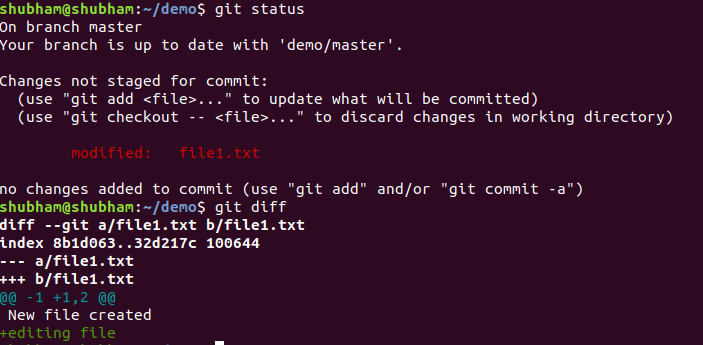 shubham@shubham:~/demo$ git status
On branch master
Your branch is up to date with 'demo/master'.

Changes not staged for commit:
  (use "git add <file>..." to update what will be committed)
  (use "git checkout -- <file>..." to discard changes in working directory)

        modified:   file1.txt

no changes added to commit (use "git add" and/or "git commit -a")
shubham@shubham:~/demo$ git diff
diff --git a/file1.txt b/file1.txt
index 8b1d063..32d217c 100644
--- a/file1.txt
+++ b/file1.txt
@@ -1 +1,2 @@
 New file created
+editing file